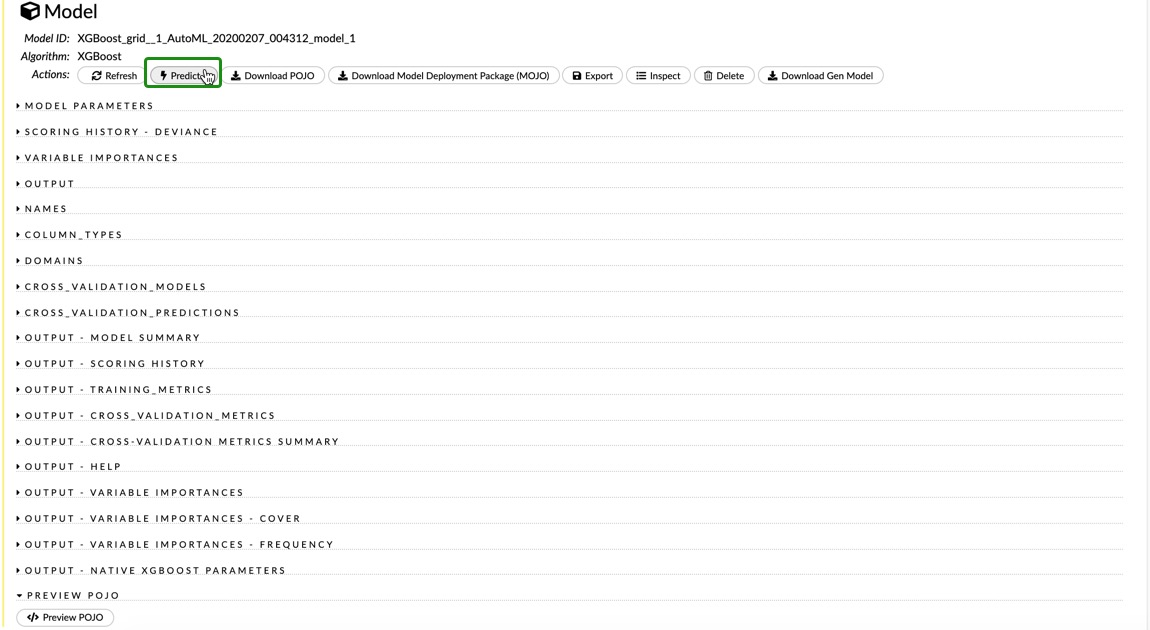 Model
Model ID: XGBoost_grid__1_AutoML_20200207_004312_model_1
Algorithm: XGBoost
Actions: Refresh Predict Download POJO Download Model Deployment Package (MOJO) Export Inspect Delete Download Gen Model
MODEL PARAMETERS
SCORING HISTORY - DEVIANCE
VARIABLE IMPORTANCES
OUTPUT
NAMES
COLUMN_TYPES
DOMAINS
CROSS_VALIDATION_MODELS
CROSS_VALIDATION_PREDICTIONS
OUTPUT - MODEL SUMMARY
OUTPUT - SCORING HISTORY
OUTPUT - TRAINING_METRICS
OUTPUT - CROSS_VALIDATION_METRICS
OUTPUT - CROSS-VALIDATION METRICS SUMMARY
OUTPUT - HELP
OUTPUT - VARIABLE IMPORTANCES
OUTPUT - VARIABLE IMPORTANCES - COVER
OUTPUT - VARIABLE IMPORTANCES - FREQUENCY
OUTPUT - NATIVE XGBOOST PARAMETERS
PREVIEW POJO
Preview POJO